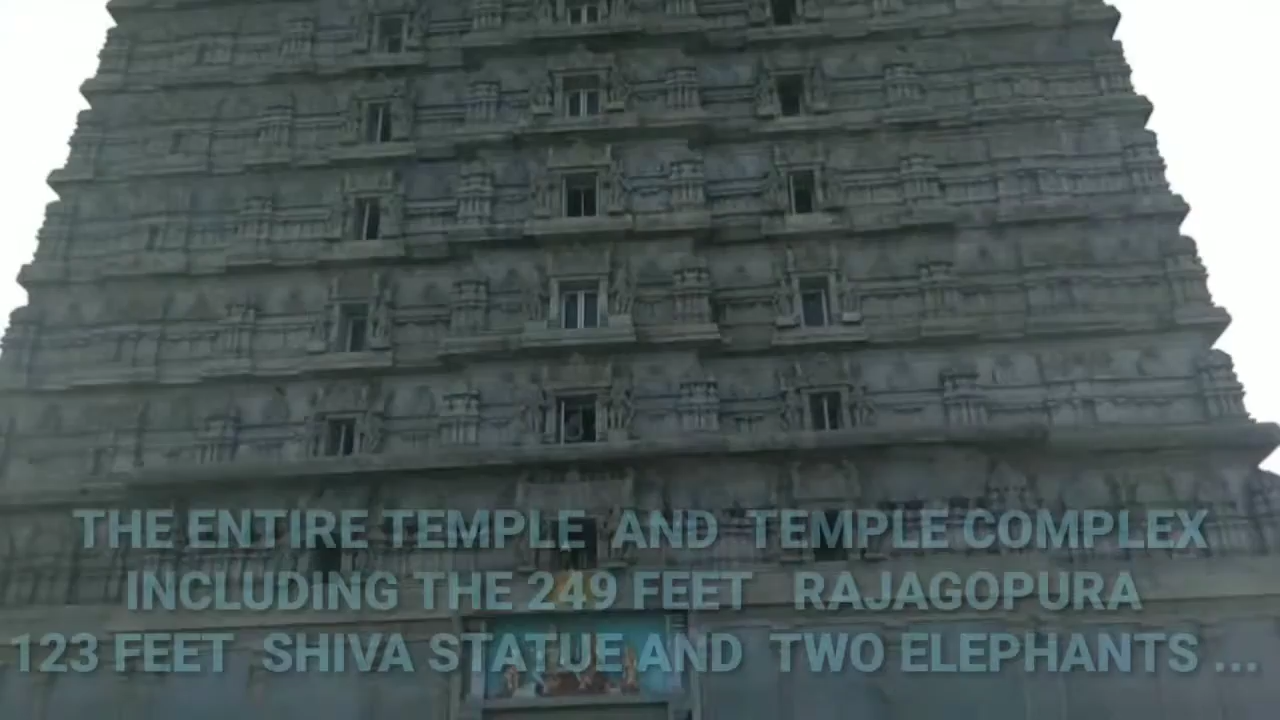 THE ENTIRE TEMPLE AND TEMPLE COMPLEX
INCLUDING THE 249 FEET RAJAGOPURA
123 FEET SHIVA STATUE AND TWO ELEPHANTS ...